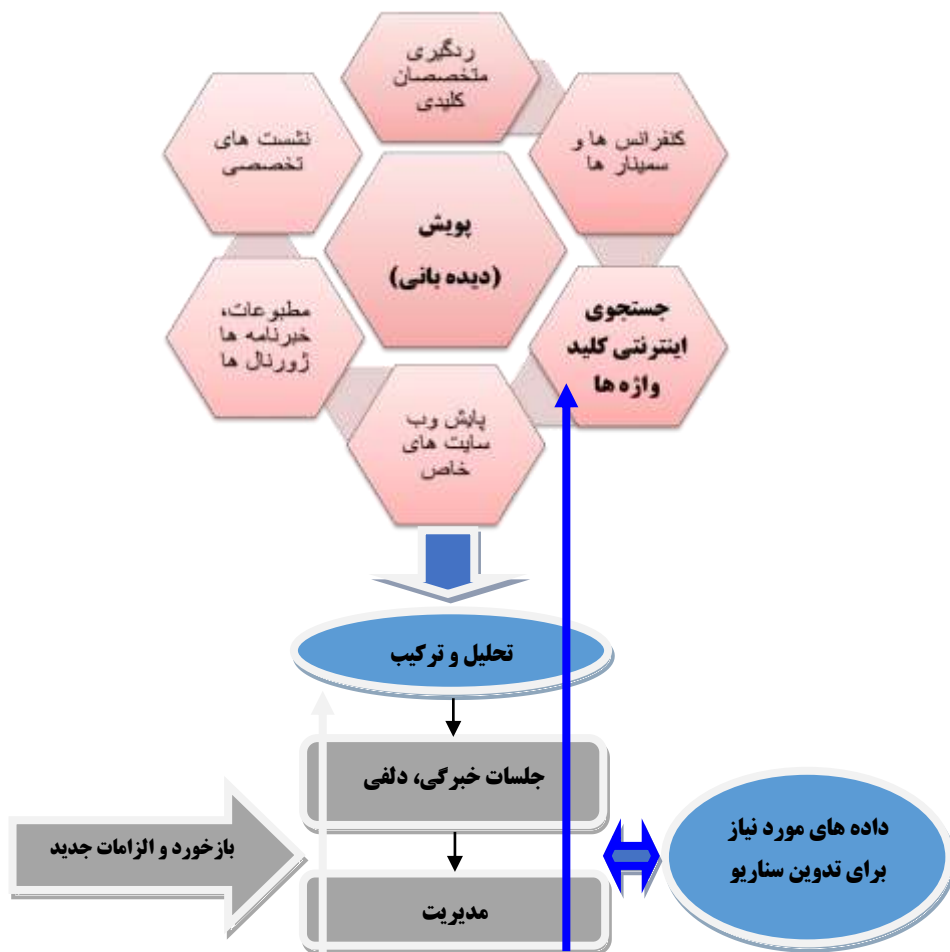 ردگیری
متخصصان
کلیدی
کنفرانس ها و
سمینار ها
نشست های
تخصصی
پویش
(دیده بانی)
جستجوی
اینترنتی کلید
واژه ها
مطبوعات،
خبرنامه ها
ژورنال ها
پایش وب
سایت های
خاص
تحلیل و ترکیب
جلسات خبرگی، دلفی
داده های مورد نیاز
برای تدوین سناریو
بازخورد و الزامات جدید
مدیریت